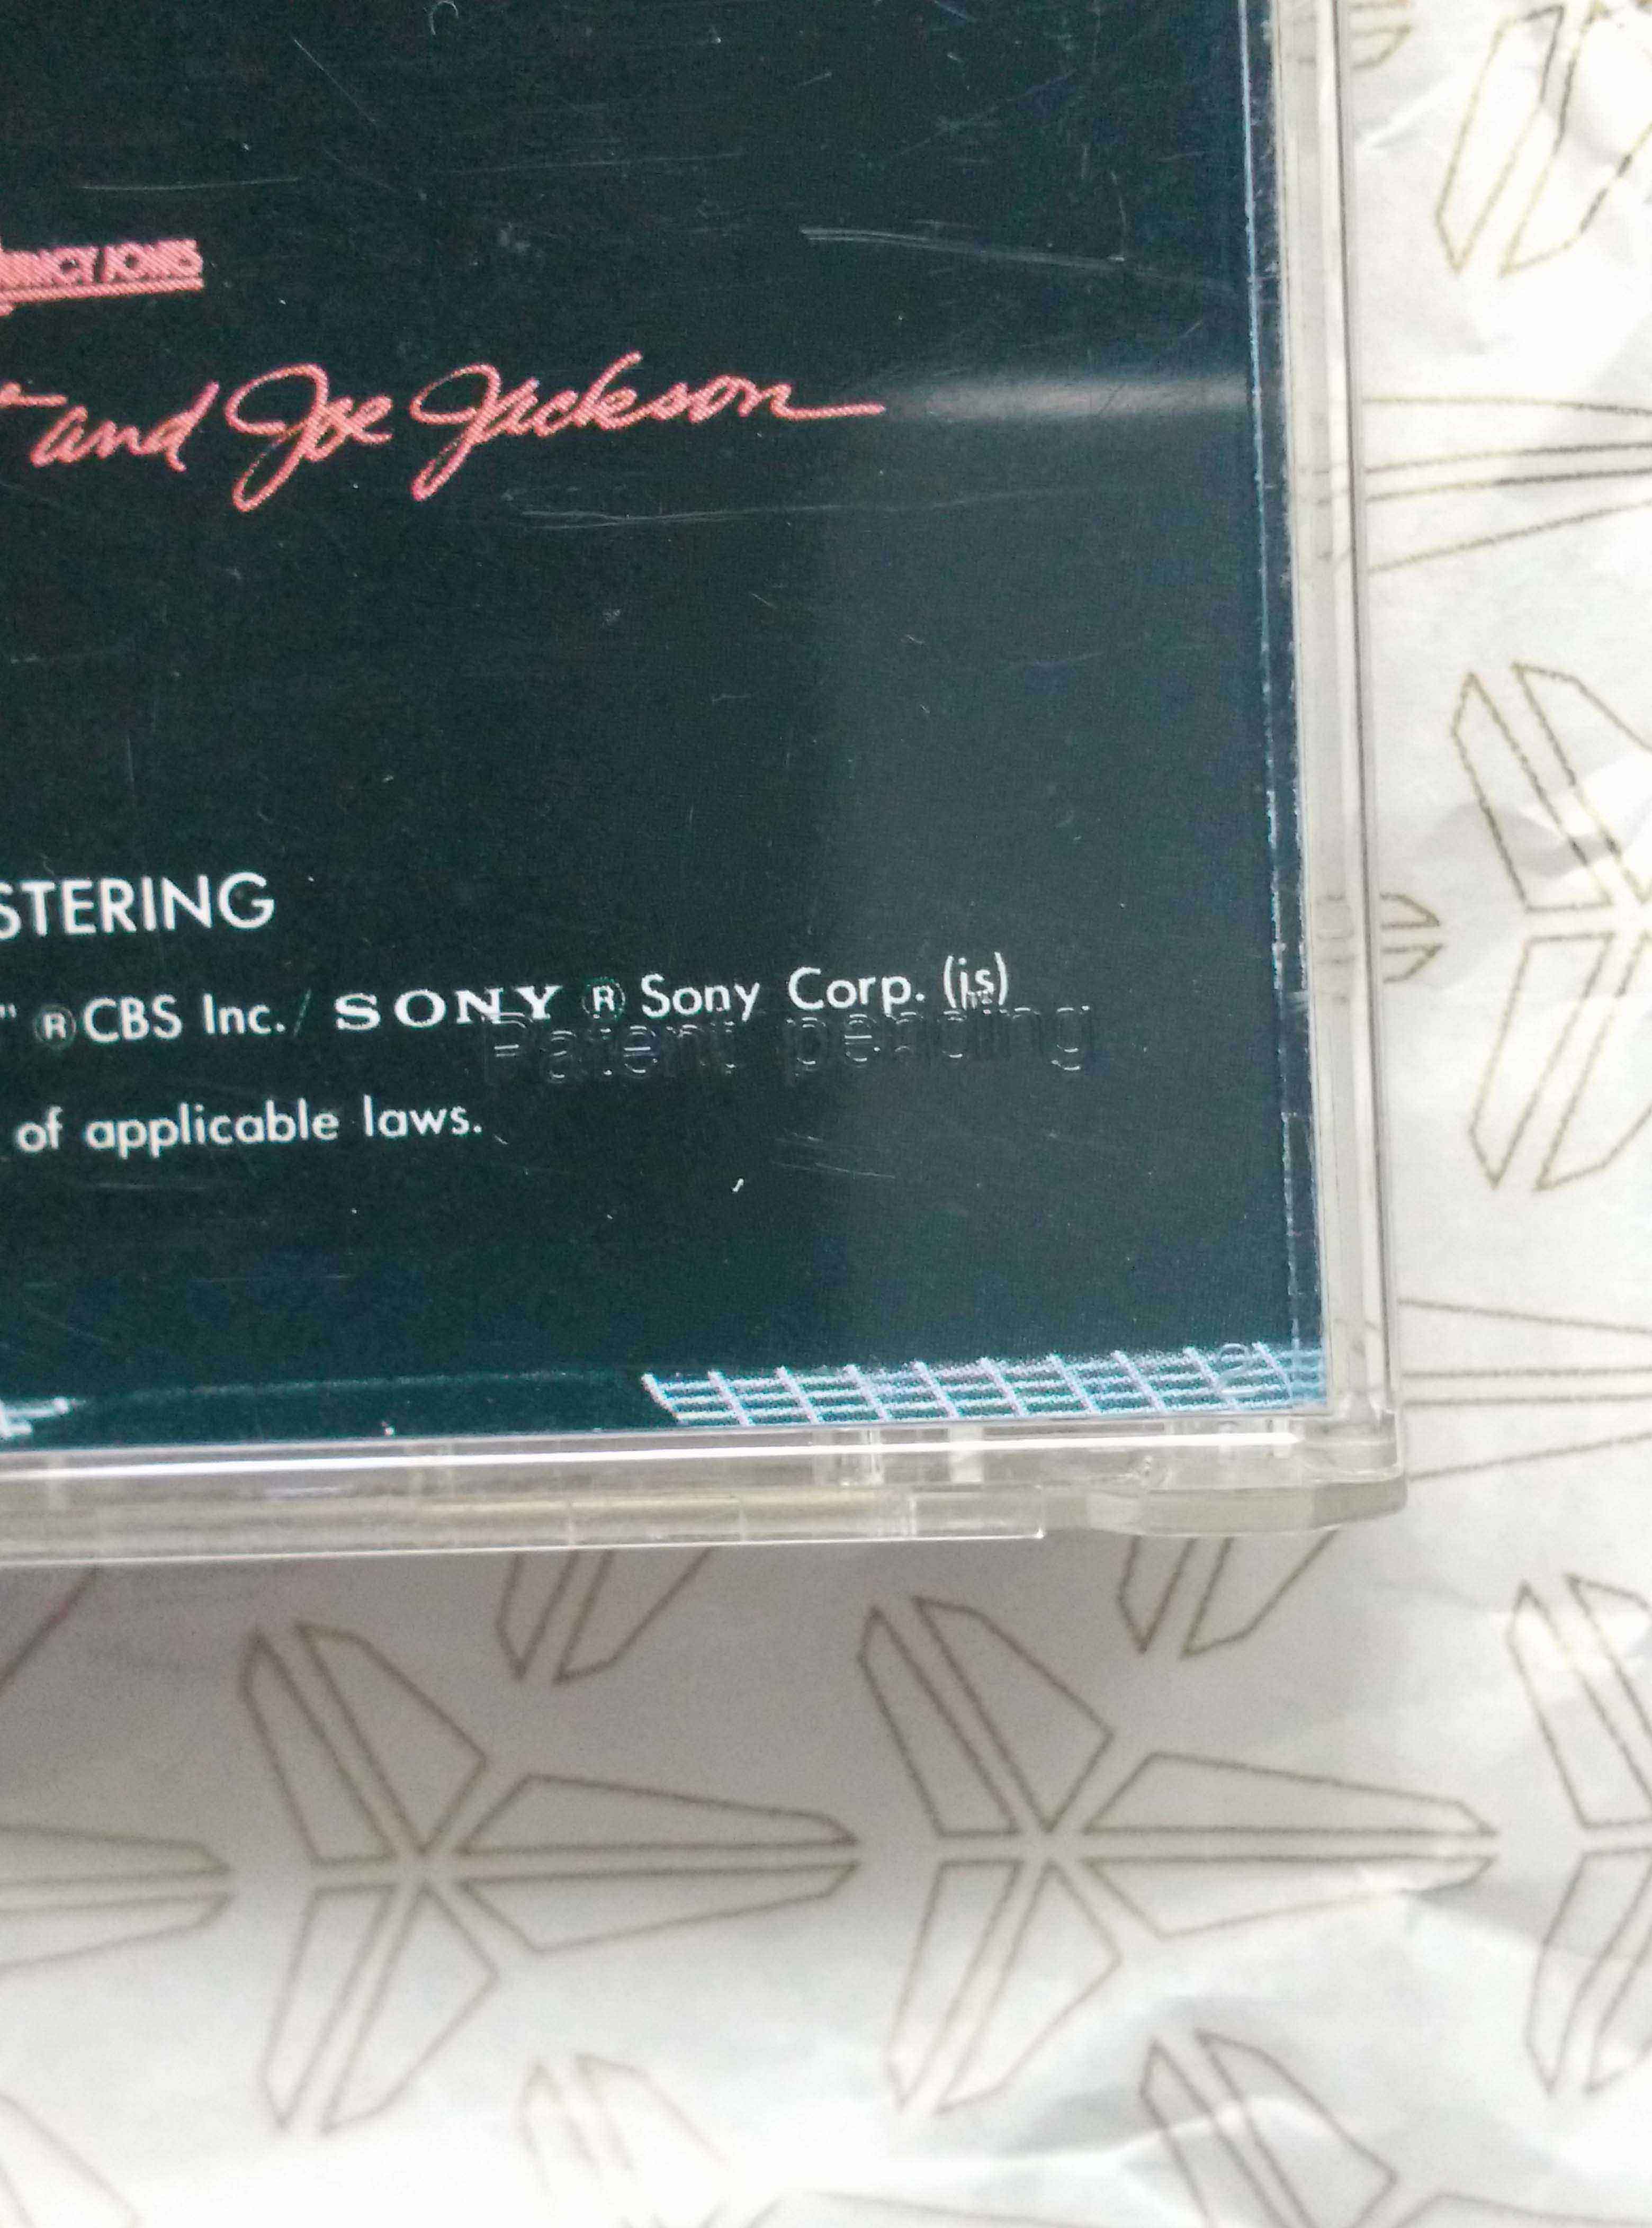 and Joe Jackson
STERING
" ®CBS Inc./ SONY ® Sony Corp. (is)
Patent pending
of applicable laws.